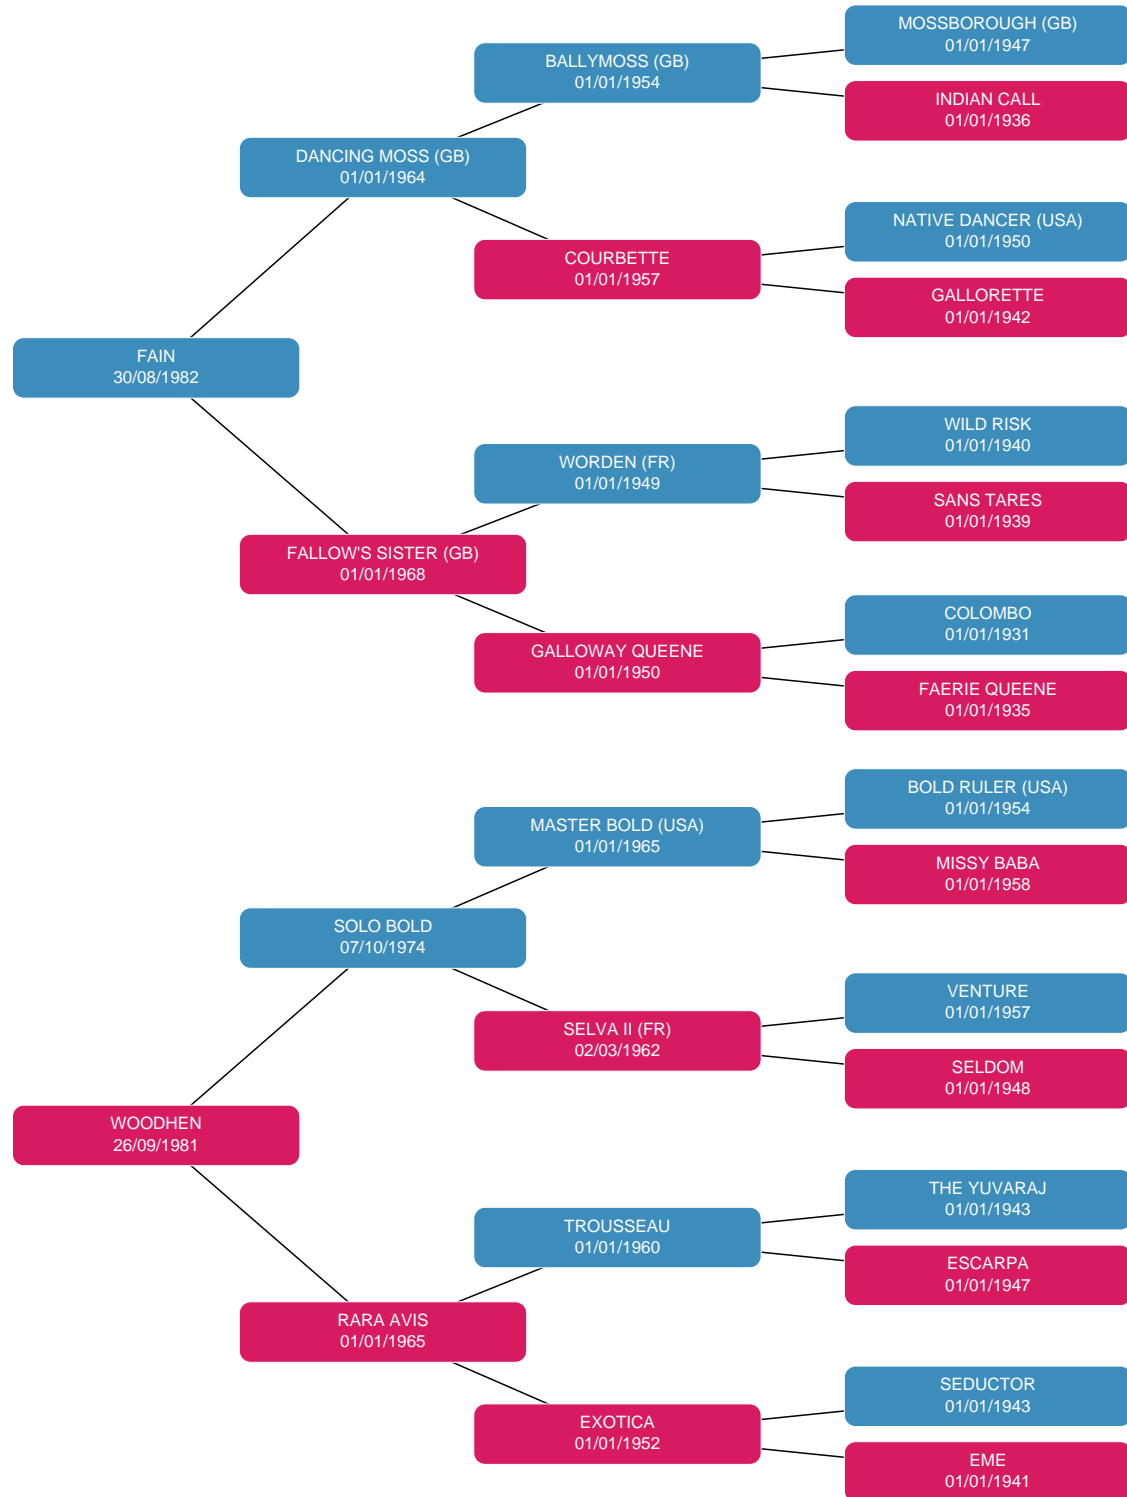 MOSSBOROUGH (GB)
01/01/1947
BALLYMOSS (GB)
01/01/1954
INDIAN CALL
01/01/1936
DANCING MOSS (GB)
01/01/1964
NATIVE DANCER (USA)
01/01/1950
COURBETTE
01/01/1957
GALLORETTE
01/01/1942
FAIN
30/08/1982
WILD RISK
01/01/1940
WORDEN (FR)
01/01/1949
SANS TARES
01/01/1939
FALLOW'S SISTER (GB)
01/01/1968
COLOMBO
01/01/1931
GALLOWAY QUEENE
01/01/1950
FAERIE QUEENE
01/01/1935
BOLD RULER (USA)
01/01/1954
MASTER BOLD (USA)
01/01/1965
MISSY BABA
01/01/1958
SOLO BOLD
07/10/1974
VENTURE
01/01/1957
SELVA II (FR)
02/03/1962
SELDOM
01/01/1948
WOODHEN
26/09/1981
THE YUVARAJ
01/01/1943
TROUSSEAU
01/01/1960
ESCARPA
01/01/1947
RARA AVIS
01/01/1965
SEDUCTOR
01/01/1943
EXOTICA
01/01/1952
EME
01/01/1941